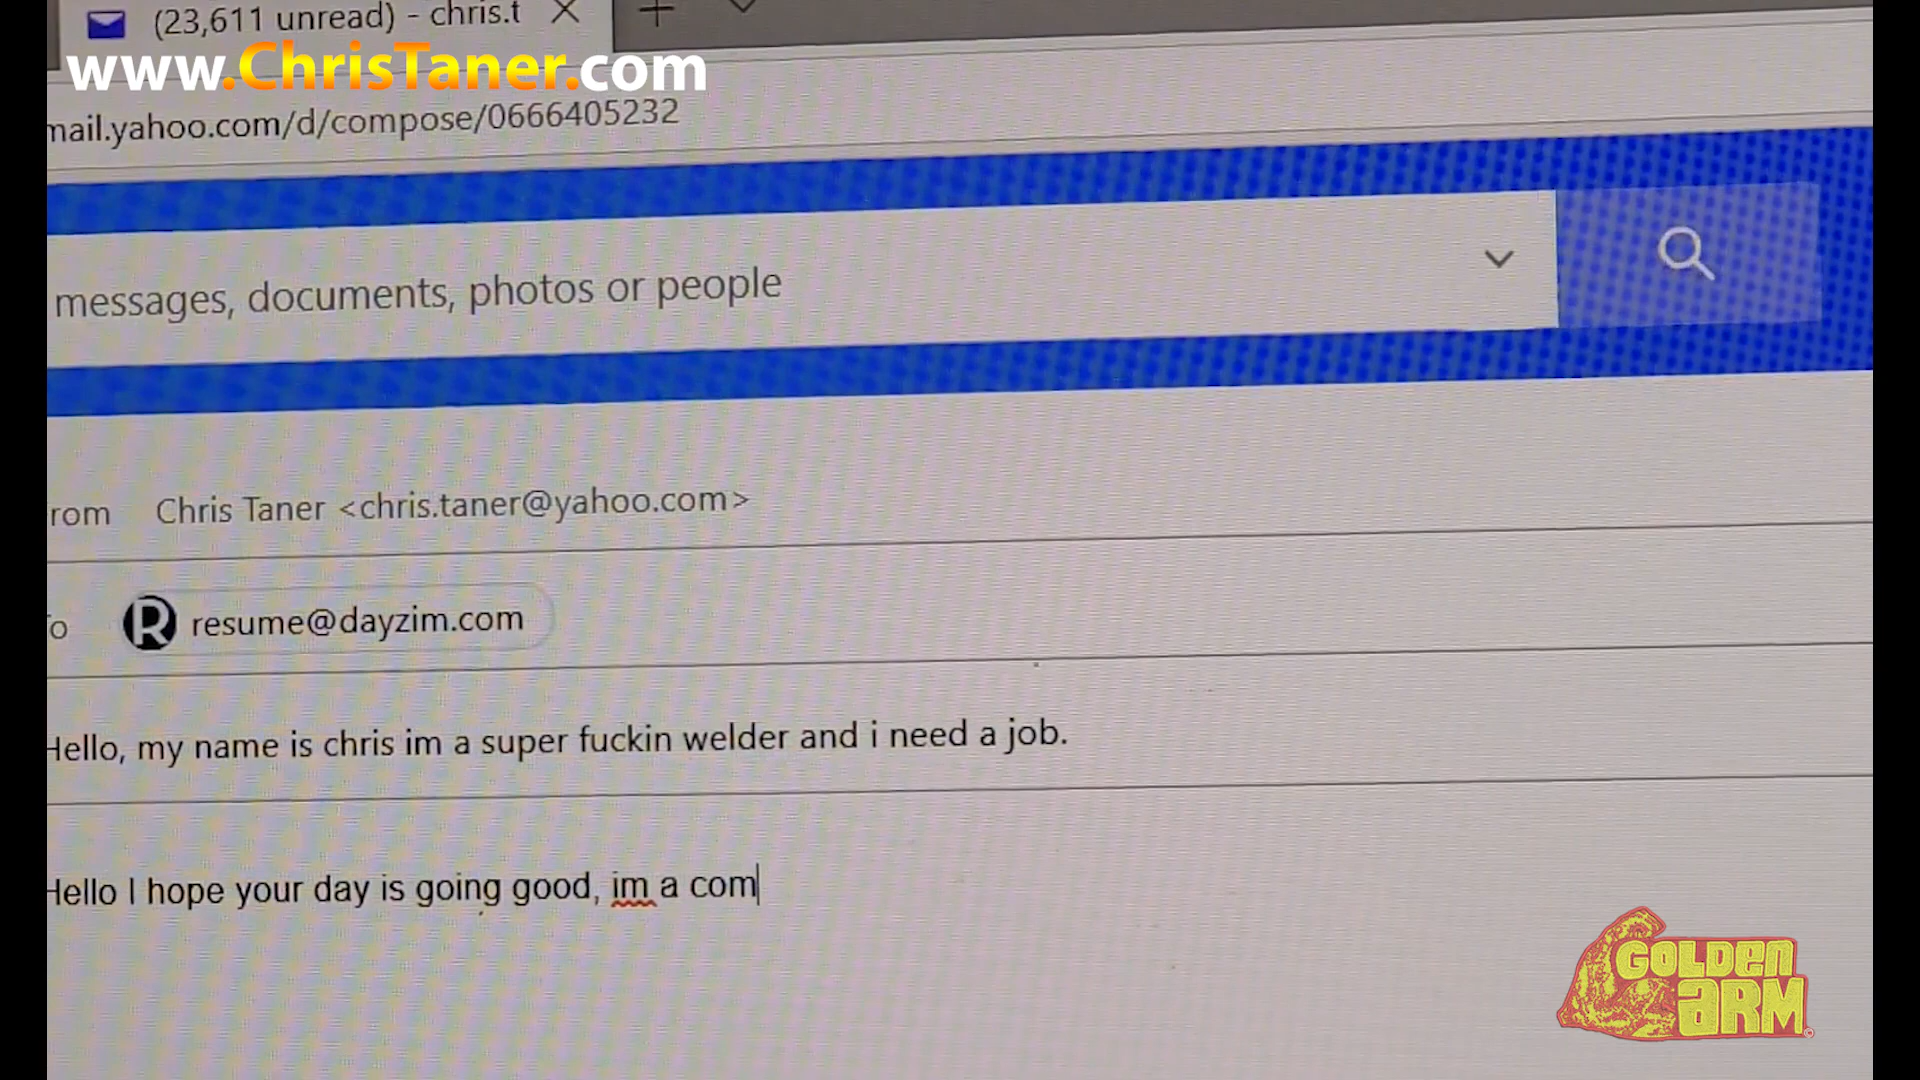 (23,611 unread) - chris.t
www.ChrisTaner.com
mail.yahoo.com/d/compose/0666405232
messages, documents, photos or people
rom Chris Taner <chris.taner@yahoo.com>
To R resume@dayzim.com
Hello, my name is chris im a super fuckin welder and i need a job.
Hello I hope your day is going good, im a com
GOLDEN
ARM